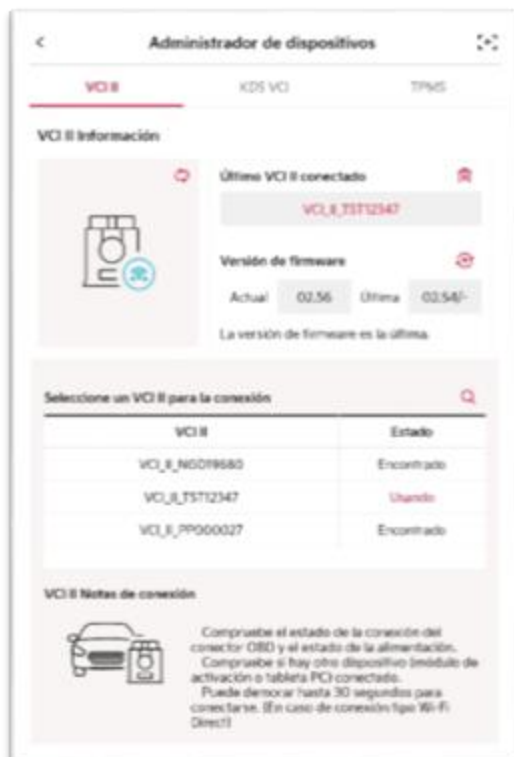 Administrador de dispositivos
VCI II KDS VCI TPMS
VCI II Información
Último VCI II conectado
VCI_II_TST12347
Versión de firmware
Actual 02.56 Última 02.54/-
La versión de firmware es la última.
Seleccione un VCI II para la conexión
VCI II Estado
VCI_II_NGD19680 Encontrado
VCI_II_TST12347 Usando
VCI_II_PP000027 Encontrado
VCI II Notas de conexión
Compruebe el estado de la conexión del
conector OBD y el estado de la alimentación.
Compruebe si hay otro dispositivo (módulo de
activación o tableta PC) conectado.
Puede demorar hasta 30 segundos para
conectarse. (En caso de conexión tipo Wi-Fi
Direct)